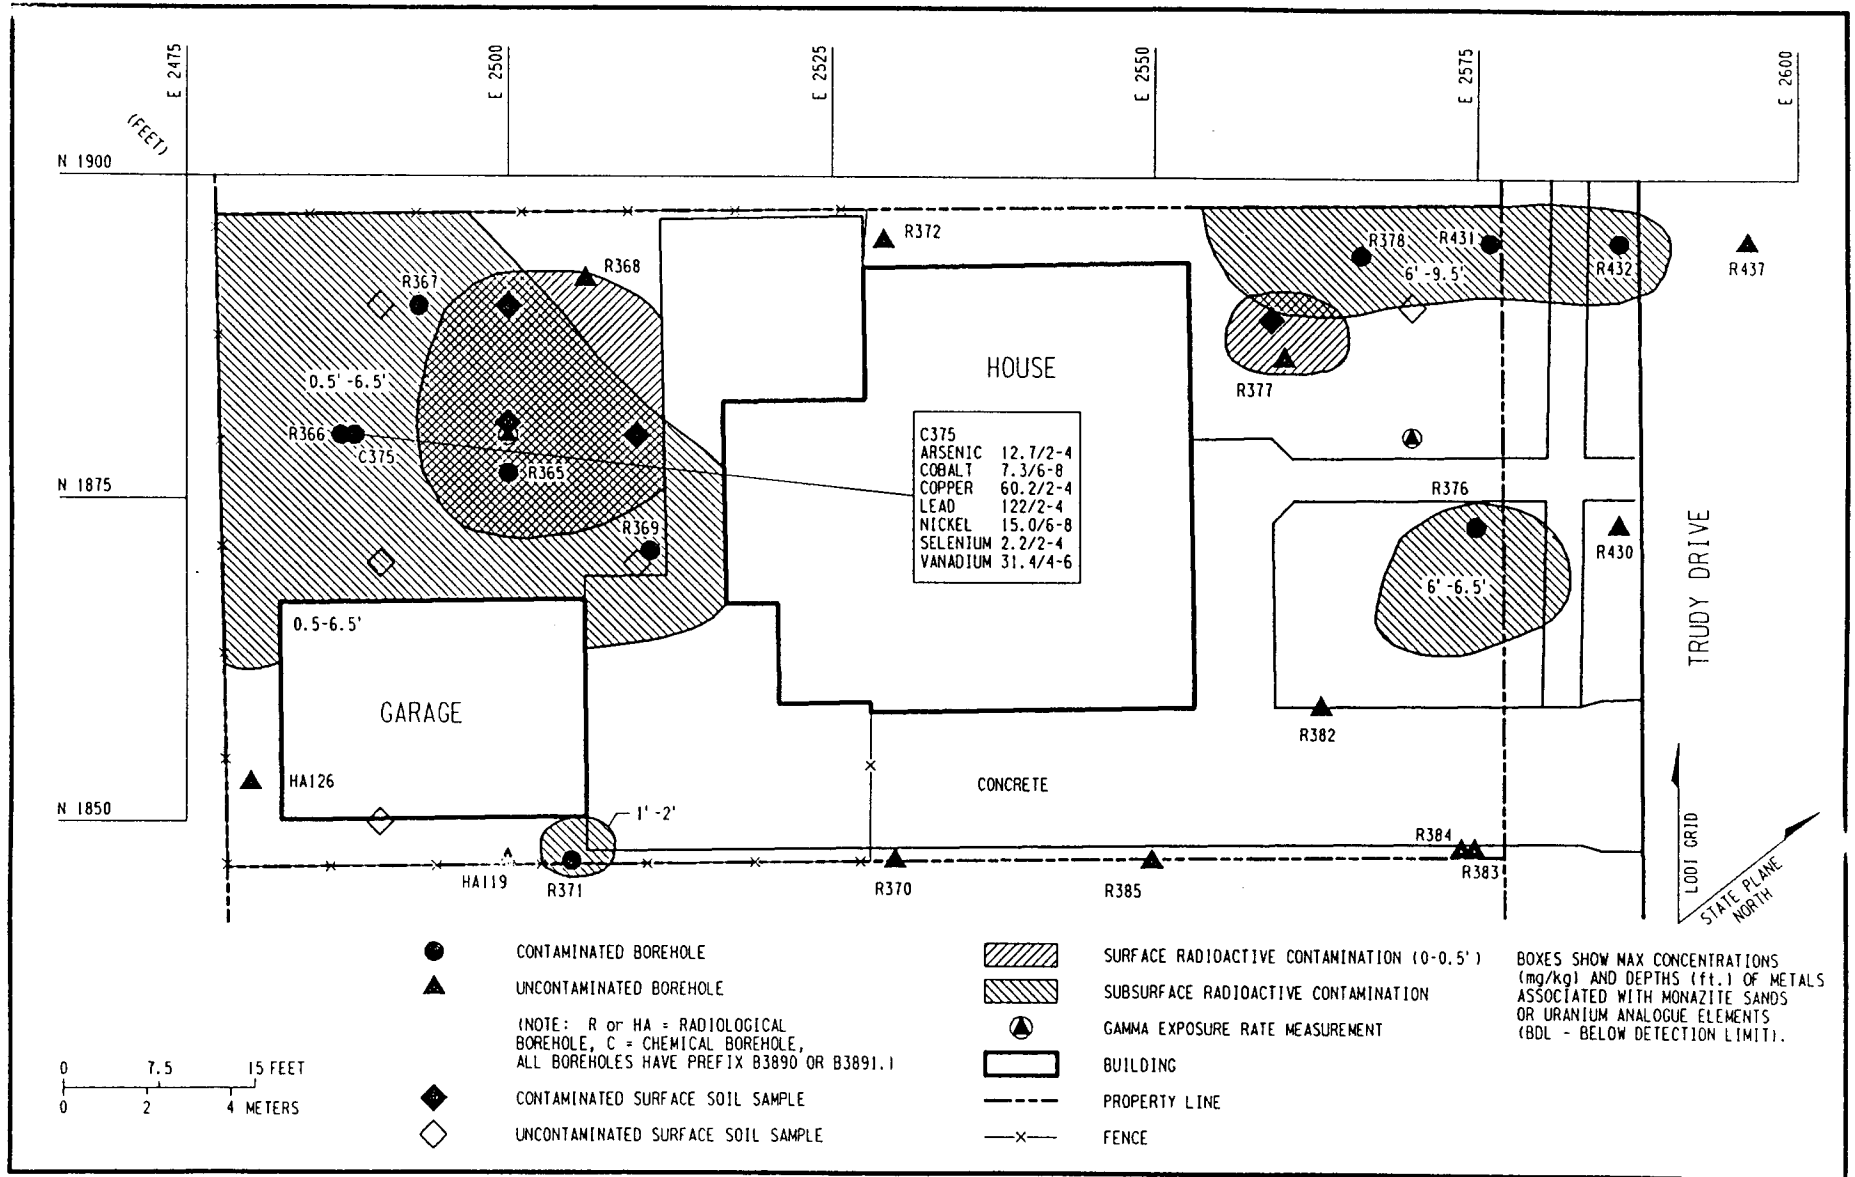 E 2475
E 2500
E 2525
E 2550
E 2575
E 2600
(FEET)
N 1900
R372
R378
R431
R432
R437
6'-9.5'
R368
R367
0.5'-6.5'
HOUSE
R377
R366
C375
R365
C375
ARSENIC 12.7/2-4
COBALT 7.3/6-8
COPPER 60.2/2-4
LEAD 122/2-4
NICKEL 15.0/6-8
SELENIUM 2.2/2-4
VANADIUM 31.4/4-6
N 1875
R376
R369
R430
6'-6.5'
TRUDY DRIVE
0.5-6.5'
GARAGE
R382
HA126
CONCRETE
N 1850
1'-2'
R384
R383
HA119
R371
R370
R385
LODI GRID
STATE PLANE
NORTH
CONTAMINATED BOREHOLE
UNCONTAMINATED BOREHOLE
(NOTE: R or HA = RADIOLOGICAL
BOREHOLE, C = CHEMICAL BOREHOLE,
ALL BOREHOLES HAVE PREFIX B3890 OR B3891.)
CONTAMINATED SURFACE SOIL SAMPLE
UNCONTAMINATED SURFACE SOIL SAMPLE
SURFACE RADIOACTIVE CONTAMINATION (0-0.5')
SUBSURFACE RADIOACTIVE CONTAMINATION
GAMMA EXPOSURE RATE MEASUREMENT
BUILDING
PROPERTY LINE
FENCE
BOXES SHOW MAX CONCENTRATIONS
(mg/kg) AND DEPTHS (ft.) OF METALS
ASSOCIATED WITH MONAZITE SANDS
OR URANIUM ANALOGUE ELEMENTS
(BDL - BELOW DETECTION LIMIT).
0 7.5 15 FEET
0 2 4 METERS